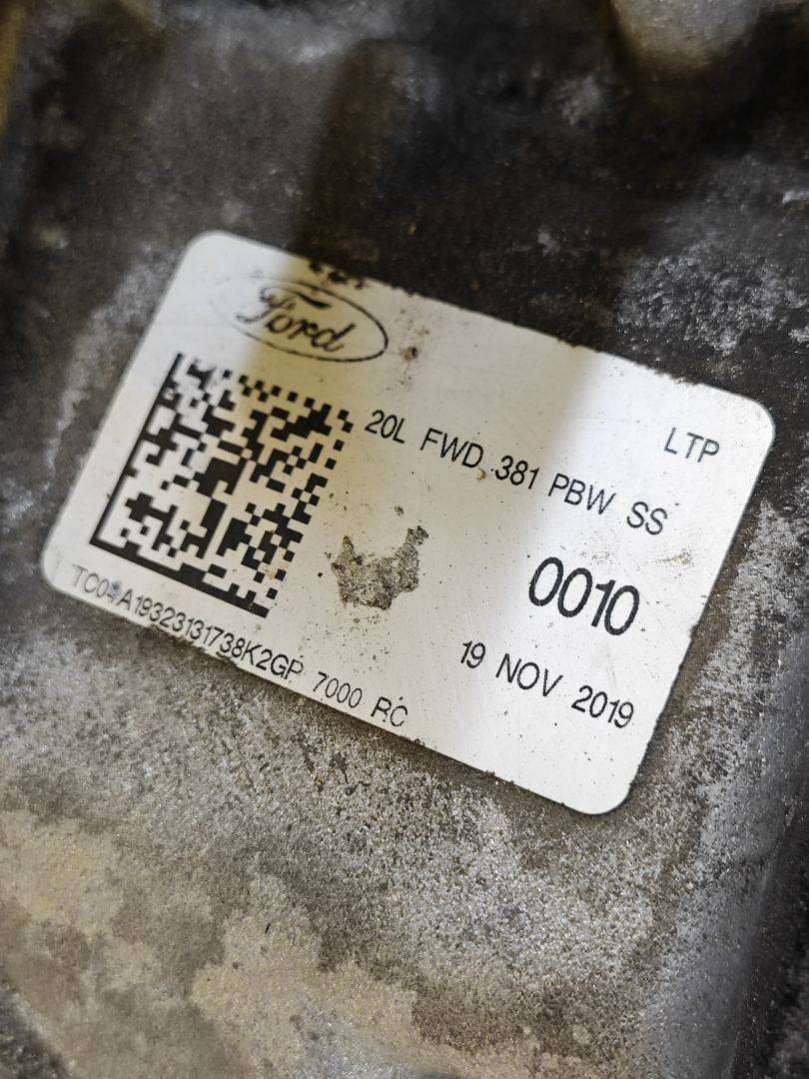 Ford
LTP
20L FWD 381 PBW SS
0010
19 NOV 2019
7000 RC